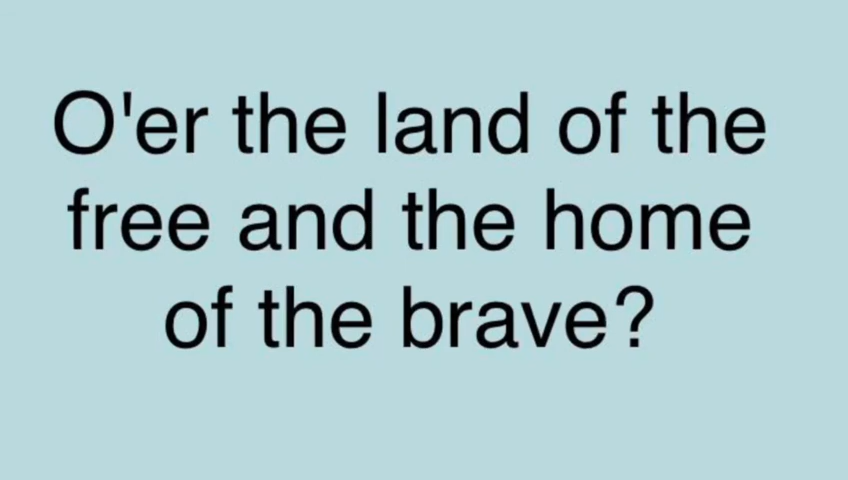 O'er the land of the
free and the home
of the brave?